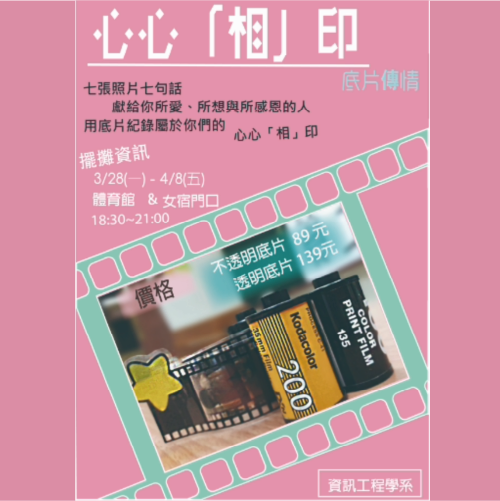 心心「相」印
底片傳情
七張照片七句話
獻給你所愛、所想與所感恩的人
用底片紀錄屬於你們的 心心「相」印
擺攤資訊
3/28(一) - 4/8(五)
體育館 & 女宿門口
18:30~21:00
不透明底片 89元
透明底片 139元
價格
35mm Film
Kodacolor
200
COLOR
PRINT FILM
135
資訊工程學系